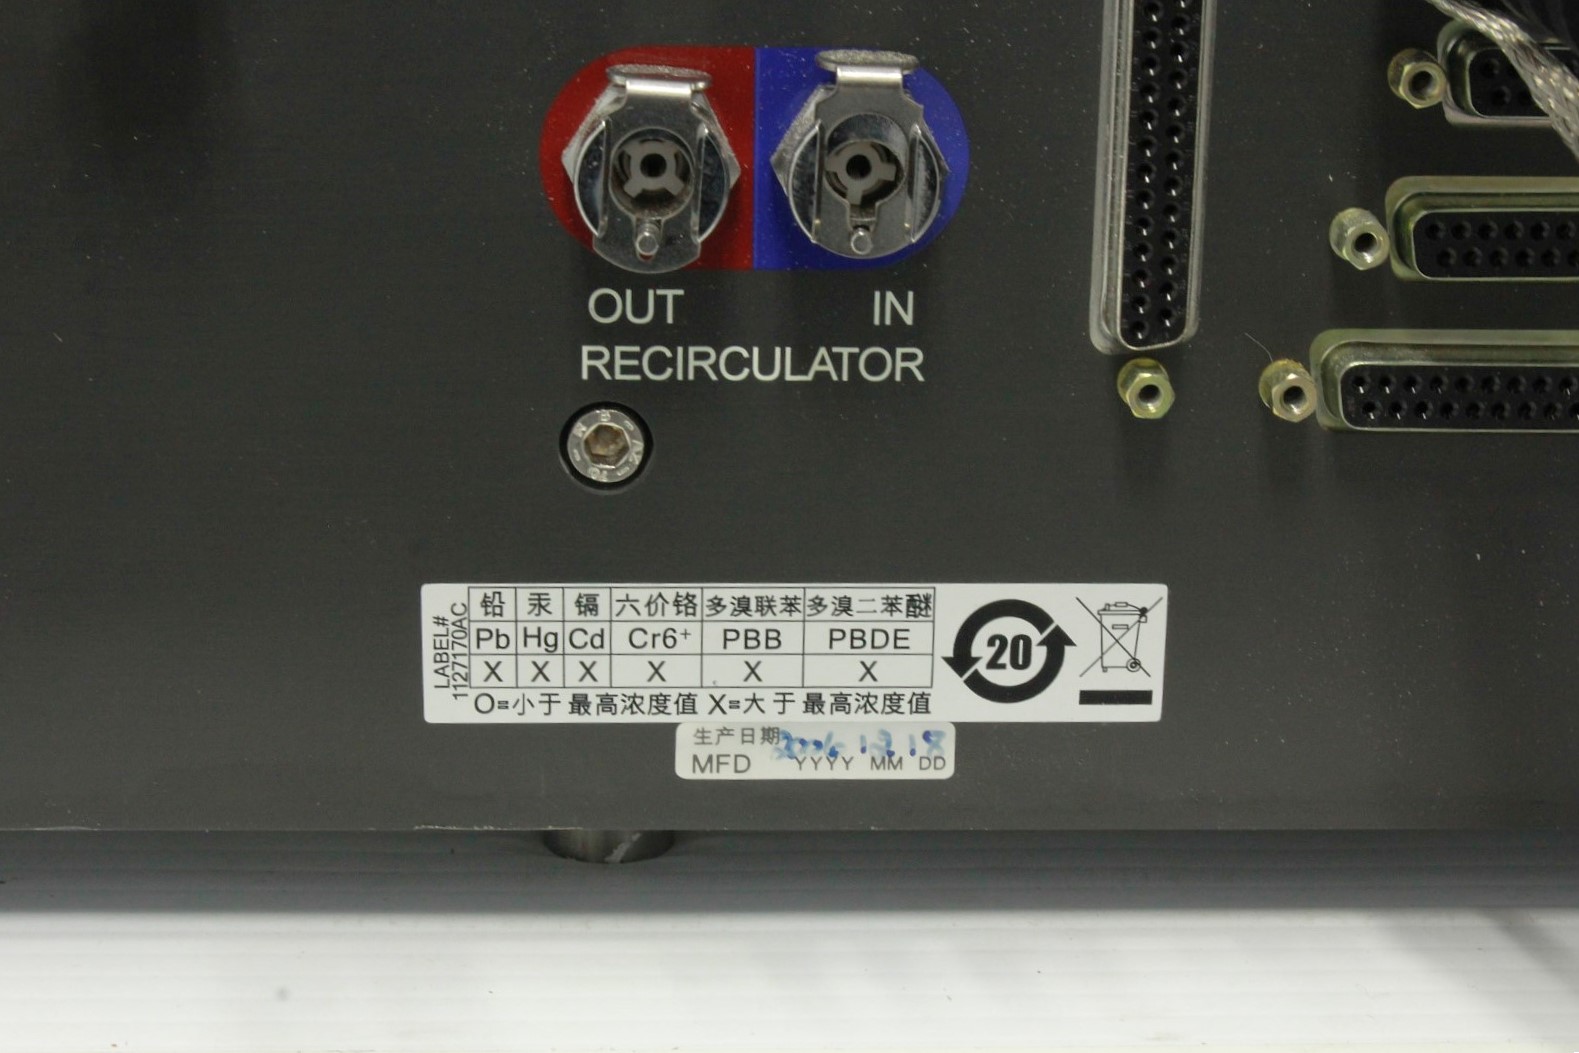 OUT IN
RECIRCULATOR
LABEL#
1127170AC
铅 汞 镉 六价铬 多溴联苯 多溴二苯醚
Pb Hg Cd Cr6+ PBB PBDE
X X X X X X
O=小于 最高浓度值 X=大于 最高浓度值
20
生产日期
MFD YYYY MM DD